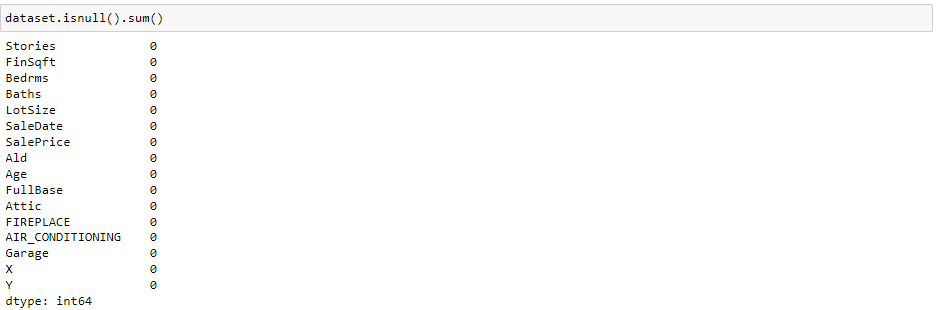 dataset.isnull().sum()
Stories 0
FinSqft 0
Bedrms 0
Baths 0
LotSize 0
SaleDate 0
SalePrice 0
Ald 0
Age 0
FullBase 0
Attic 0
FIREPLACE 0
AIR_CONDITIONING 0
Garage 0
X 0
Y 0
dtype: int64